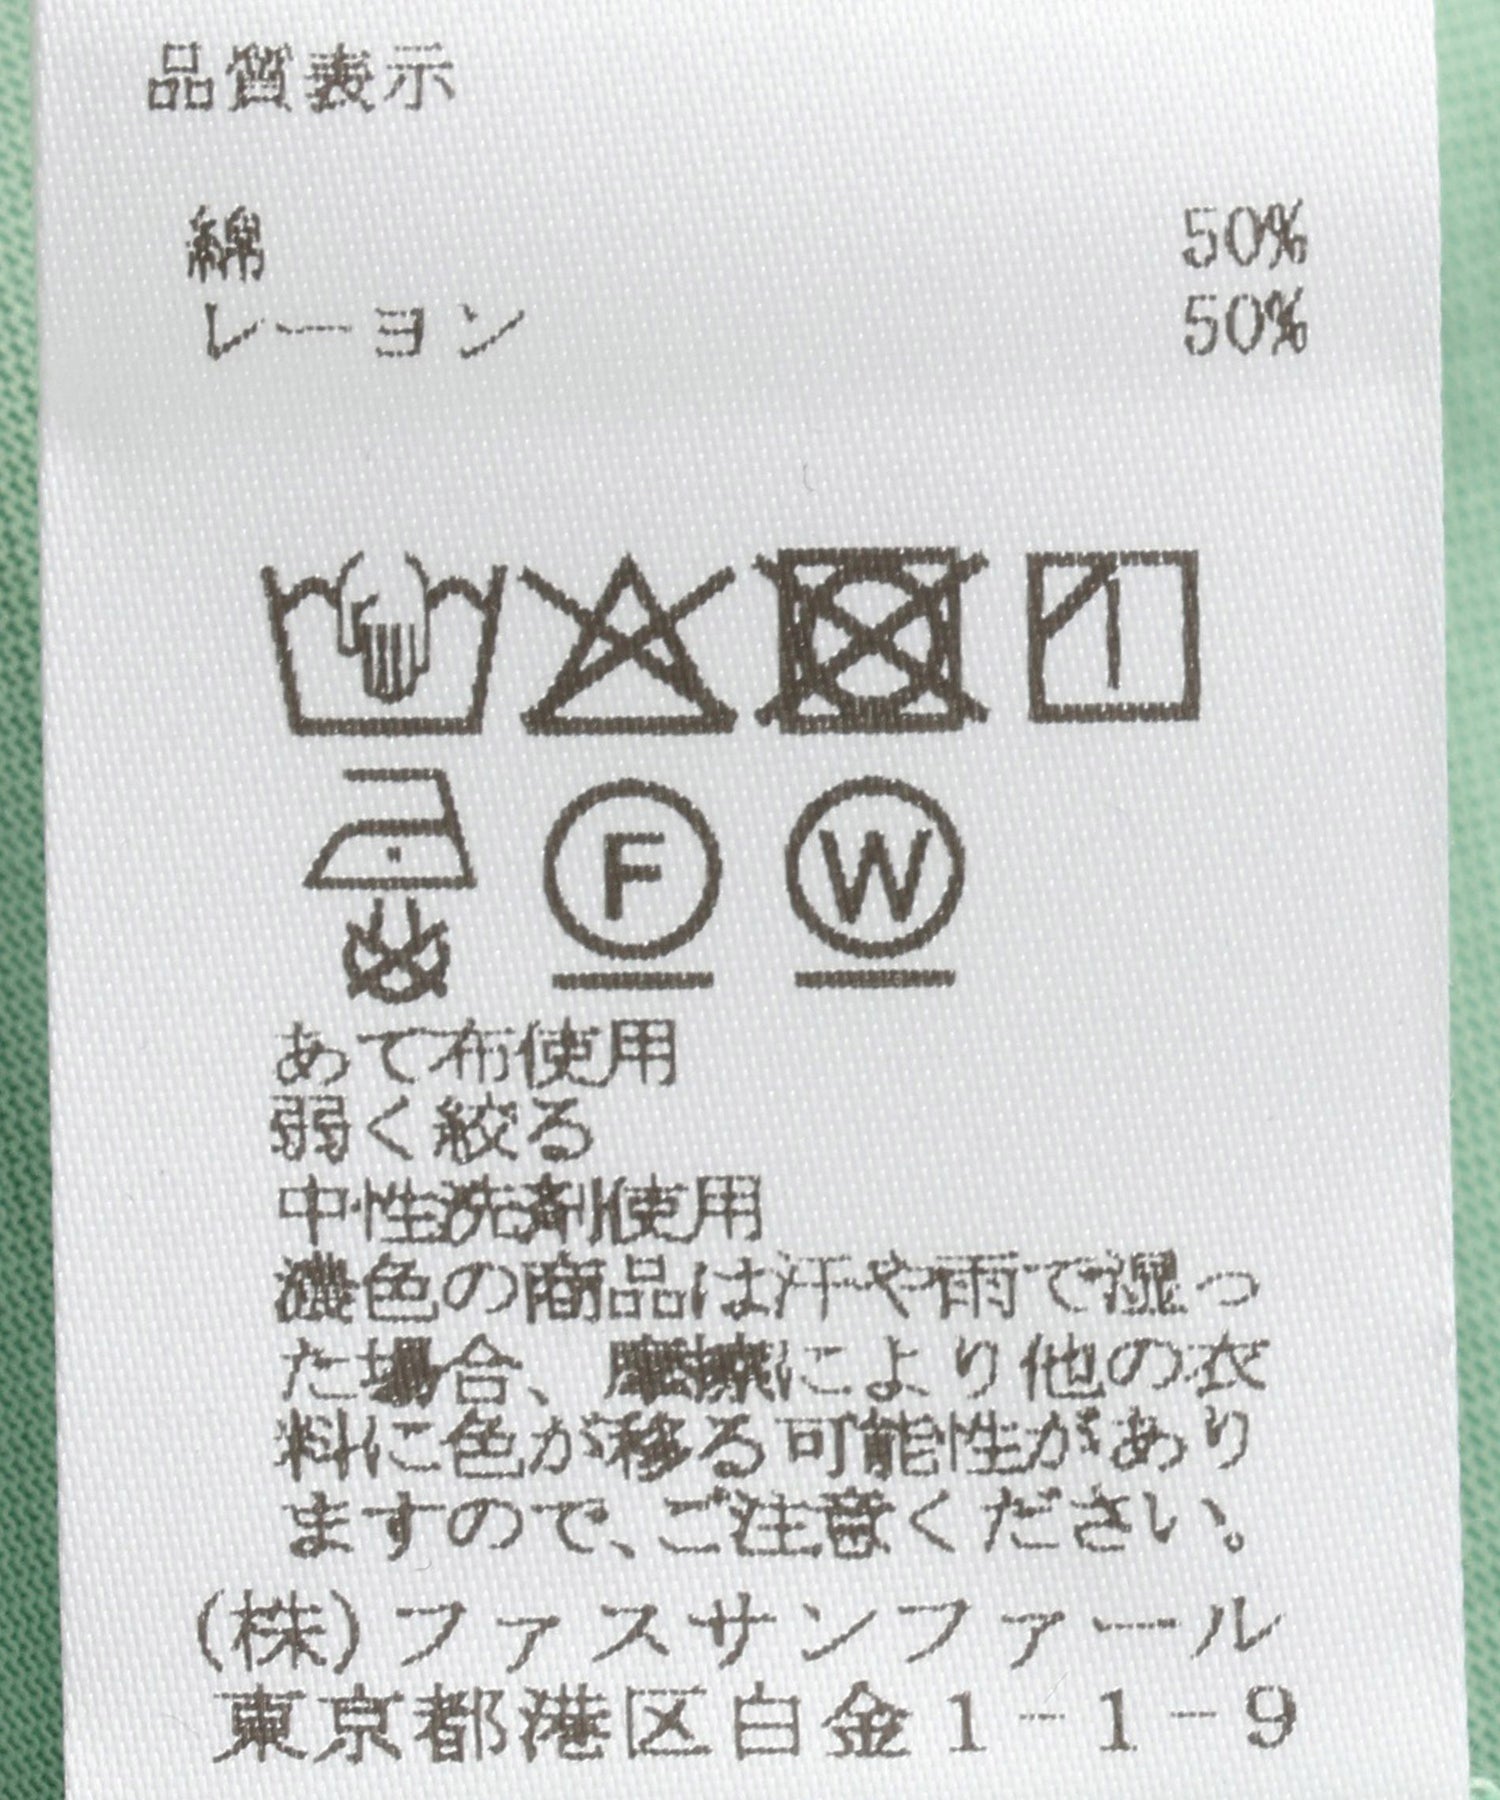 品質表示
綿 50%
レーヨン 50%
F W
あて布使用
弱く絞る
中性洗剤使用
濃色の商品は汗や雨で湿っ
た場合、摩擦により他の衣
料に色が移る可能性があり
ますので、ご注意ください。
(株)ファスサンファール
東京都港区白金1-1-9